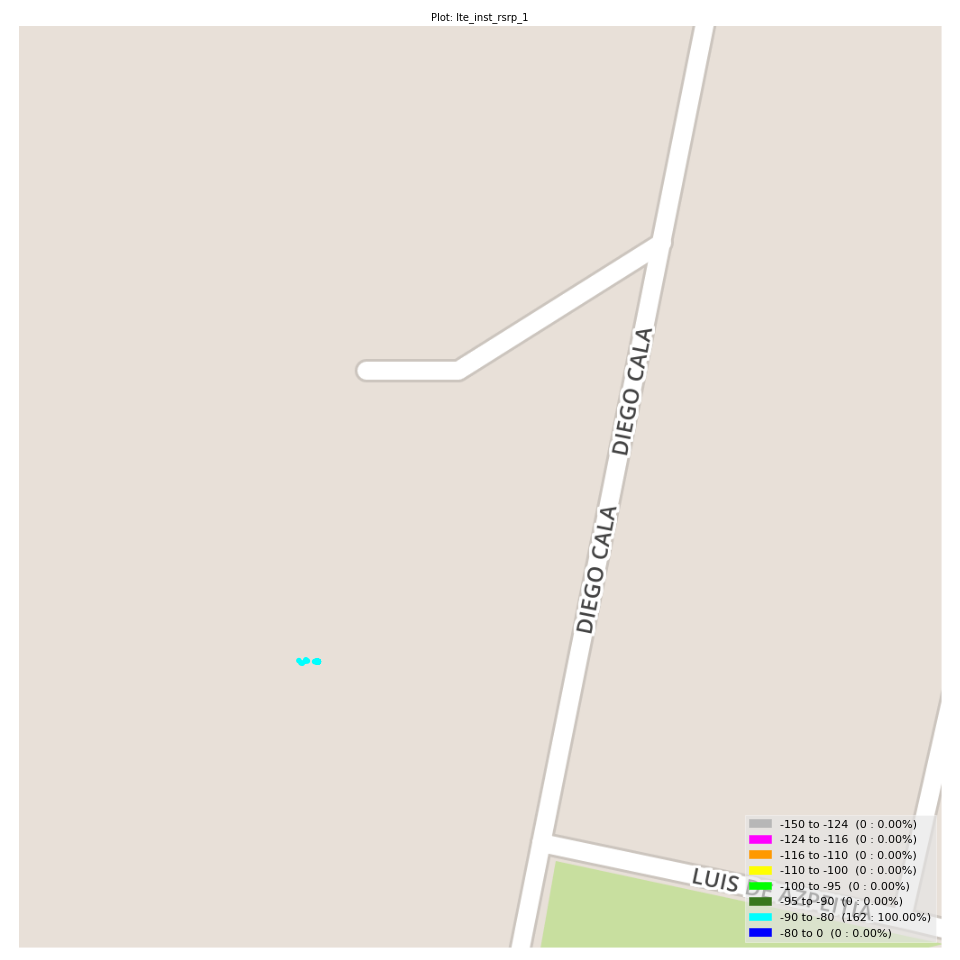 Plot: lte_inst_rsrp_1
DIEGO CALA
DIEGO CALA
LUIS DE AZPEITIA
-150 to -124  (0 : 0.00%)
-124 to -116  (0 : 0.00%)
-116 to -110  (0 : 0.00%)
-110 to -100  (0 : 0.00%)
-100 to -95  (0 : 0.00%)
-95 to -90  (0 : 0.00%)
-90 to -80  (162 : 100.00%)
-80 to 0  (0 : 0.00%)